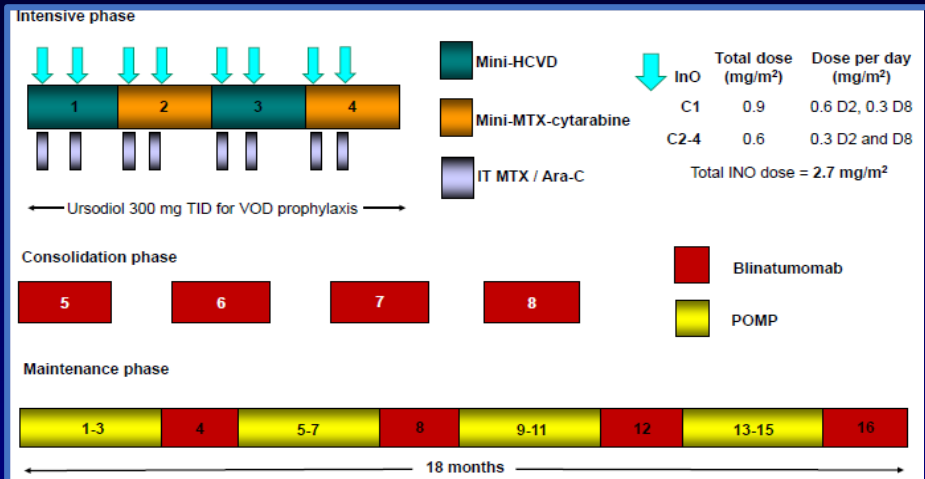 Intensive phase
1 2 3 4
Mini-HCVD
Mini-MTX-cytarabine
IT MTX / Ara-C
Total dose Dose per day
InO (mg/m²) (mg/m²)
C1 0.9 0.6 D2, 0.3 D8
C2-4 0.6 0.3 D2 and D8
Total INO dose = 2.7 mg/m²
Ursodiol 300 mg TID for VOD prophylaxis
Consolidation phase
5 6 7 8
Blinatumomab
POMP
Maintenance phase
1-3 4 5-7 8 9-11 12 13-15 16
18 months